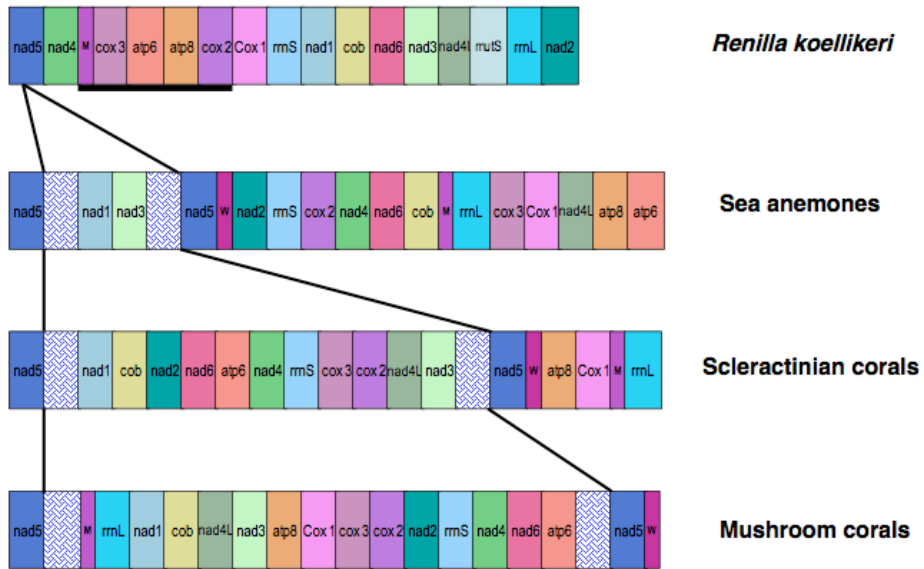 nad5 nad4 M cox3 atp6 atp8 cox2 Cox1 rrnS nad1 cob nad6 nad3 nad4L mutS rrnL nad2
Renilla koellikeri
nad5 nad1 nad3 nad5 W nad2 rrnS cox2 nad4 nad6 cob M rrnL cox3 Cox1 nad4L atp8 atp6
Sea anemones
nad5 nad1 cob nad2 nad6 atp6 nad4 rrnS cox3 cox2 nad4L nad3 nad5 W atp8 Cox1 M rrnL
Scleractinian corals
nad5 M rrnL nad1 cob nad4L nad3 atp8 Cox1 cox3 cox2 nad2 rrnS nad4 nad6 atp6 nad5 W
Mushroom corals